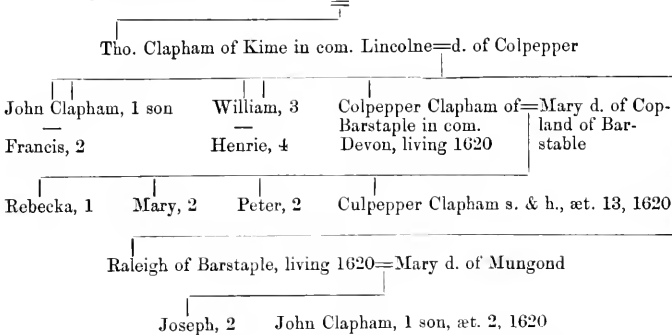 Tho. Clapham of Kime in com. Lincolne=d. of Colpepper
John Clapham, 1 son William, 3 Colpepper Clapham of=Mary d. of Cop-
Barstaple in com. land of Bar-
Francis, 2 Henrie, 4 Devon, living 1620 stable
Rebecka, 1 Mary, 2 Peter, 2 Culpepper Clapham s. & h., æt. 13, 1620
Raleigh of Barstaple, living 1620=Mary d. of Mungond
Joseph, 2 John Clapham, 1 son, æt. 2, 1620